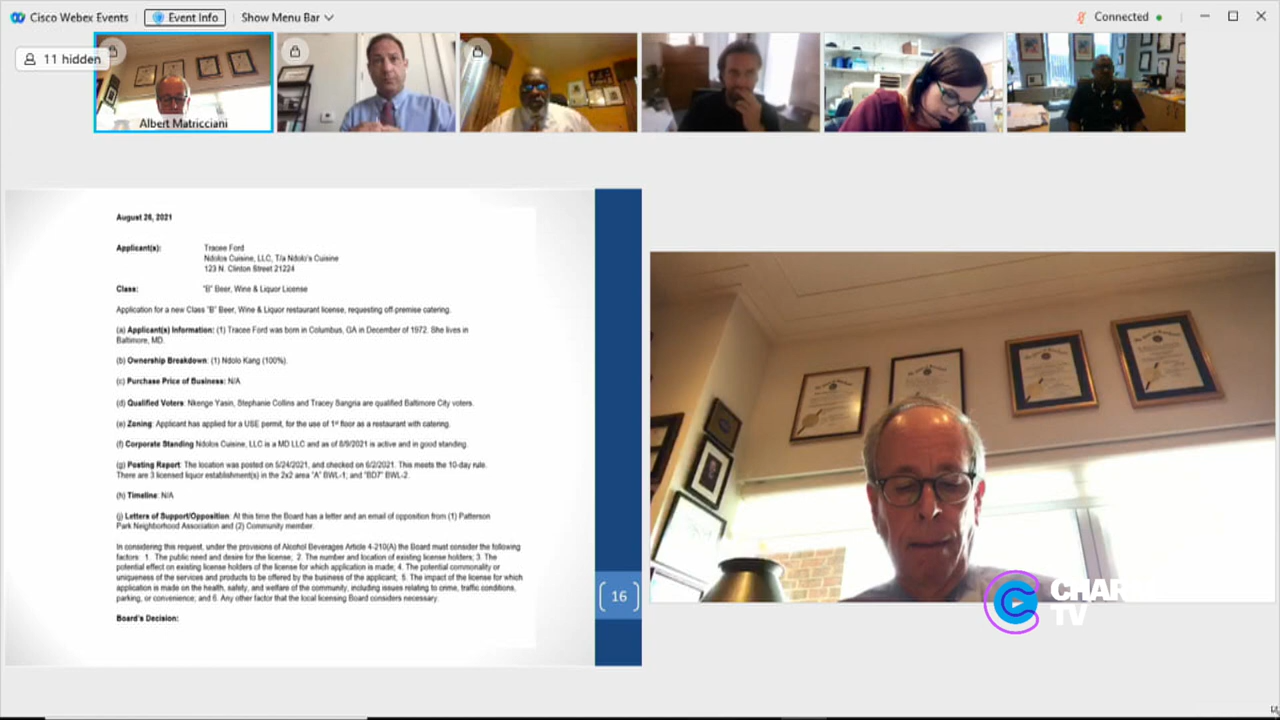 Cisco Webex Events
Event Info
Show Menu Bar
Connected
11 hidden
Albert Matricciani
August 26, 2021
Applicant(s): Tracee Ford
Ndolos Cuisine, LLC, T/a Ndolo's Cuisine
123 N. Clinton Street 21224
Class: "B" Beer, Wine & Liquor License
Application for a new Class "B" Beer, Wine & Liquor restaurant license, requesting off-premise catering.
(a) Applicant(s) Information: (1) Tracee Ford was born in Columbus, GA in December of 1972. She lives in
Baltimore, MD.
(b) Ownership Breakdown: (1) Ndolo Kang (100%).
(c) Purchase Price of Business: N/A
(d) Qualified Voters: Nkenge Yasin, Stephanie Collins and Tracey Sangria are qualified Baltimore City voters.
(e) Zoning: Applicant has applied for a USE permit, for the use of 1st floor as a restaurant with catering.
(f) Corporate Standing Ndolos Cuisine, LLC is a MD LLC and as of 8/9/2021 is active and in good standing.
(g) Posting Report: The location was posted on 5/24/2021, and checked on 6/2/2021. This meets the 10-day rule.
There are 3 licensed liquor establishment(s) in the 2x2 area "A" BWL-1; and "BD7" BWL-2.
(h) Timeline: N/A
(j) Letters of Support/Opposition: At this time the Board has a letter and an email of opposition from (1) Patterson
Park Neighborhood Association and (2) Community member.
In considering this request, under the provisions of Alcohol Beverages Article 4-210(A) the Board must consider the following
factors: 1. The public need and desire for the license; 2. The number and location of existing license holders; 3. The
potential effect on existing license holders of the license for which application is made; 4. The potential commonality or
uniqueness of the services and products to be offered by the business of the applicant; 5. The impact of the license for which
application is made on the health, safety, and welfare of the community, including issues relating to crime, traffic conditions,
parking, or convenience; and 6. Any other factor that the local licensing Board considers necessary.
Board's Decision:
16
TV